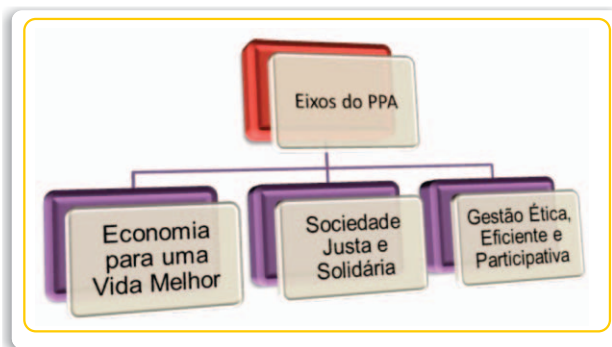 Eixos do PPA
Economia
para uma
Vida Melhor
Sociedade
Justa e
Solidária
Gestão Ética,
Eficiente e
Participativa